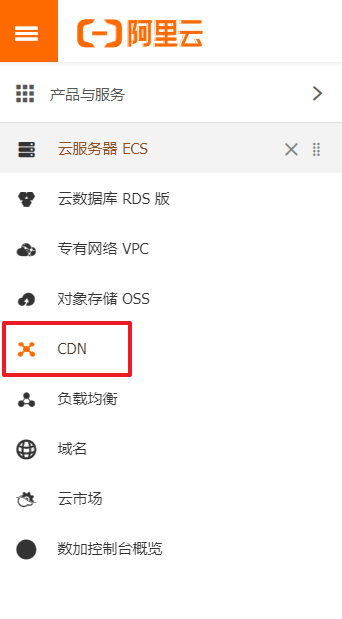 阿里云
产品与服务
云服务器 ECS
云数据库 RDS 版
专有网络 VPC
对象存储 OSS
CDN
负载均衡
域名
云市场
数加控制台概览